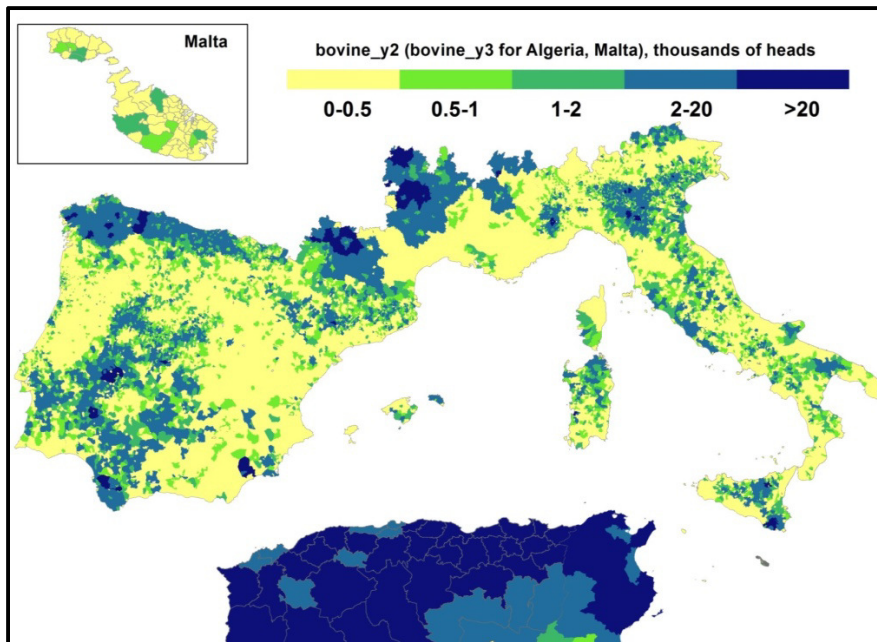 Malta
bovine_y2 (bovine_y3 for Algeria, Malta), thousands of heads
0-0.5 0.5-1 1-2 2-20 >20